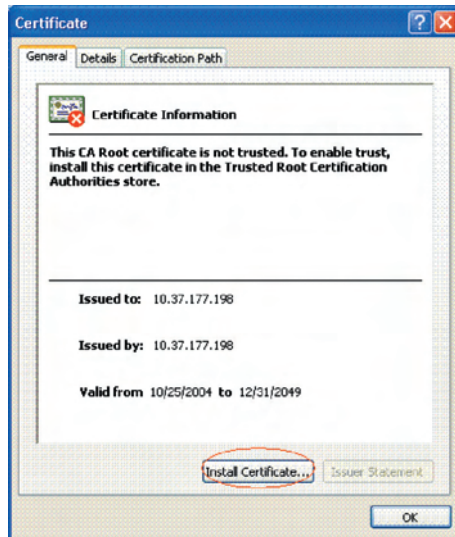 Certificate
General Details Certification Path
Certificate Information
This CA Root certificate is not trusted. To enable trust,
install this certificate in the Trusted Root Certification
Authorities store.
Issued to: 10.37.177.198
Issued by: 10.37.177.198
Valid from 10/25/2004 to 12/31/2049
Install Certificate... Issuer Statement
OK